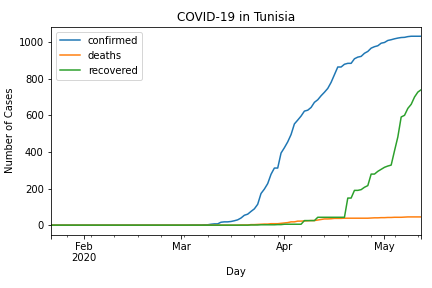 COVID-19 in Tunisia
confirmed
deaths
recovered
Number of Cases
1000
800
600
400
200
0
Feb
2020
Mar
Apr
May
Day